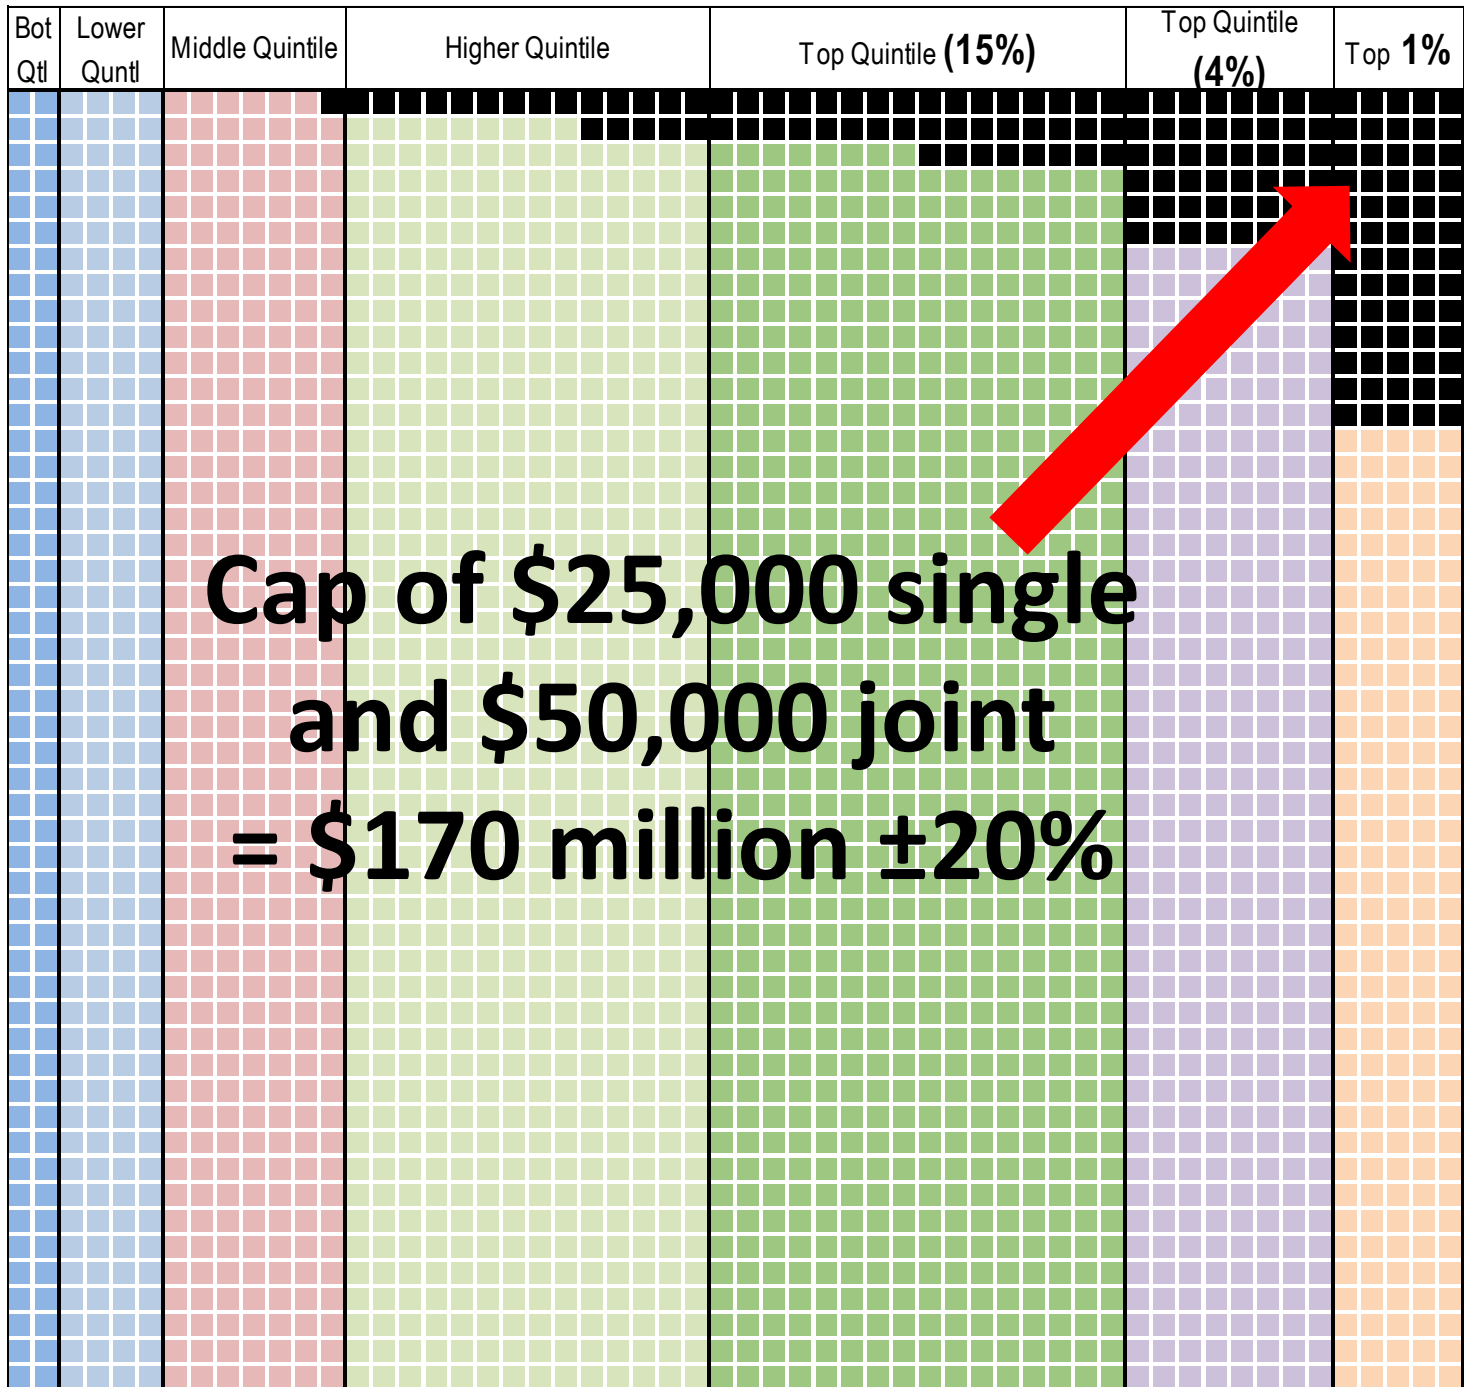 Bot
Qtl
Lower
Quntl
Middle Quintile
Higher Quintile
Top Quintile (15%)
Top Quintile
(4%)
Top 1%
Cap of $25,000 single
and $50,000 joint
= $170 million ±20%